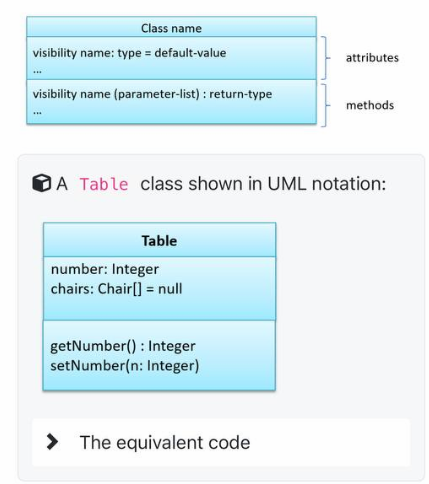 Class name
visibility name: type = default-value
...
attributes
visibility name (parameter-list) : return-type
...
methods
A Table class shown in UML notation:
Table
number: Integer
chairs: Chair[] = null
getNumber() : Integer
setNumber(n: Integer)
The equivalent code